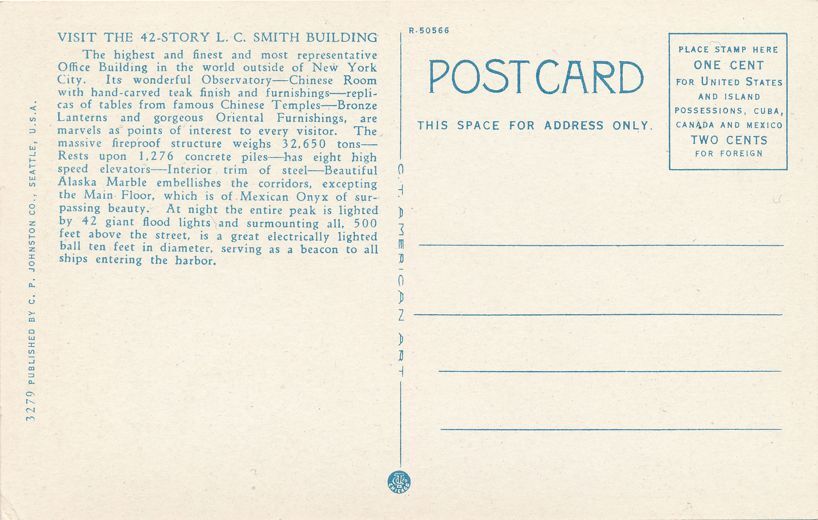 VISIT THE 42-STORY L. C. SMITH BUILDING
The highest and finest and most representative
Office Building in the world outside of New York
City. Its wonderful Observatory—Chinese Room
with hand-carved teak finish and furnishings—repli-
cas of tables from famous Chinese Temples—Bronze
Lanterns and gorgeous Oriental Furnishings, are
marvels as points of interest to every visitor. The
massive fireproof structure weighs 32,650 tons—
Rests upon 1,276 concrete piles—has eight high
speed elevators—Interior trim of steel—Beautiful
Alaska Marble embellishes the corridors, excepting
the Main Floor, which is of Mexican Onyx of sur-
passing beauty. At night the entire peak is lighted
by 42 giant flood lights and surmounting all, 500
feet above the street, is a great electrically lighted
ball ten feet in diameter, serving as a beacon to all
ships entering the harbor.
3279 PUBLISHED BY C. P. JOHNSTON CO., SEATTLE, U.S.A.
C.T. AMERICAN ART
R-50566
POSTCARD
THIS SPACE FOR ADDRESS ONLY.
PLACE STAMP HERE
ONE CENT
FOR UNITED STATES
AND ISLAND
POSSESSIONS, CUBA,
CANADA AND MEXICO
TWO CENTS
FOR FOREIGN